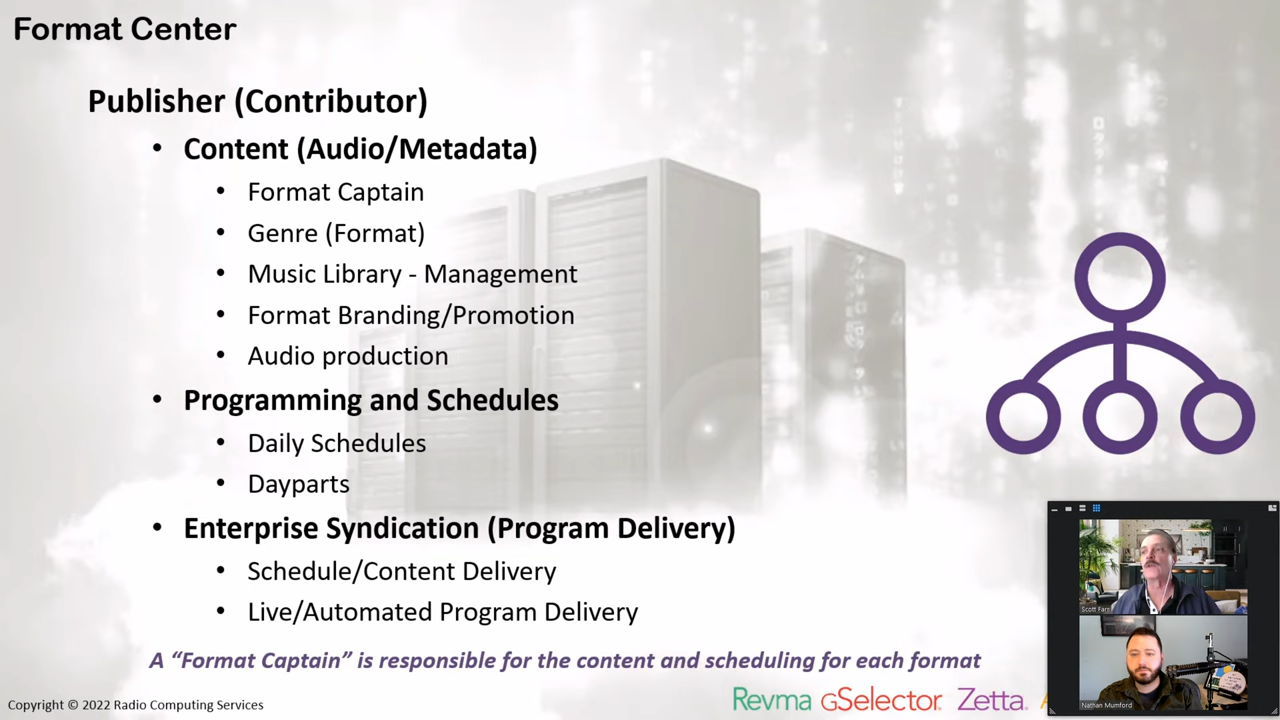 Format Center
Publisher (Contributor)
• Content (Audio/Metadata)
• Format Captain
• Genre (Format)
• Music Library - Management
• Format Branding/Promotion
• Audio production
• Programming and Schedules
• Daily Schedules
• Dayparts
• Enterprise Syndication (Program Delivery)
• Schedule/Content Delivery
• Live/Automated Program Delivery
A “Format Captain” is responsible for the content and scheduling for each format
Copyright © 2022 Radio Computing Services
Revma GSelector Zetta
Scott
Nathan Mumford